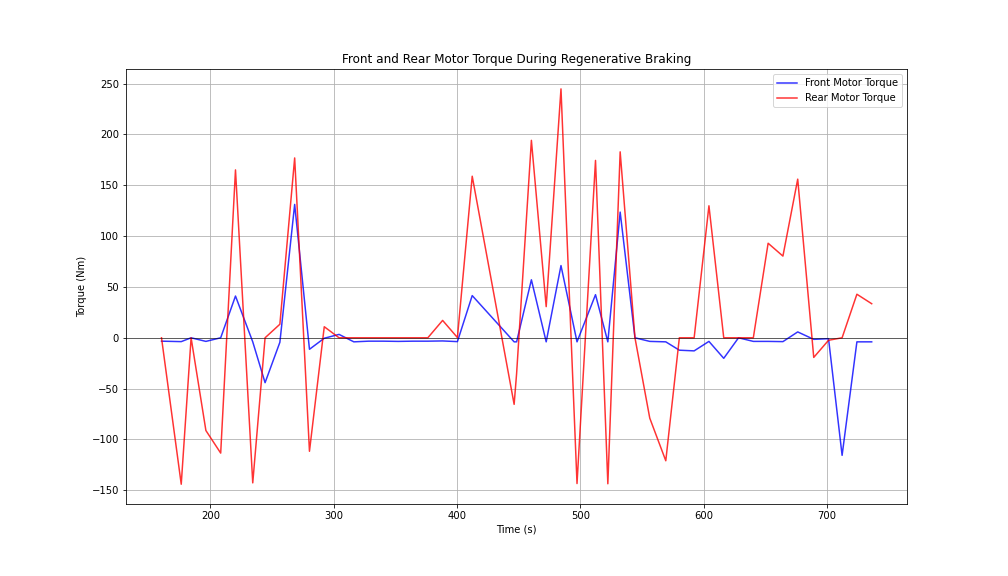 Front and Rear Motor Torque During Regenerative Braking
Front Motor Torque
Rear Motor Torque
Torque (Nm)
250
200
150
100
50
0
−50
−100
−150
200 300 400 500 600 700
Time (s)